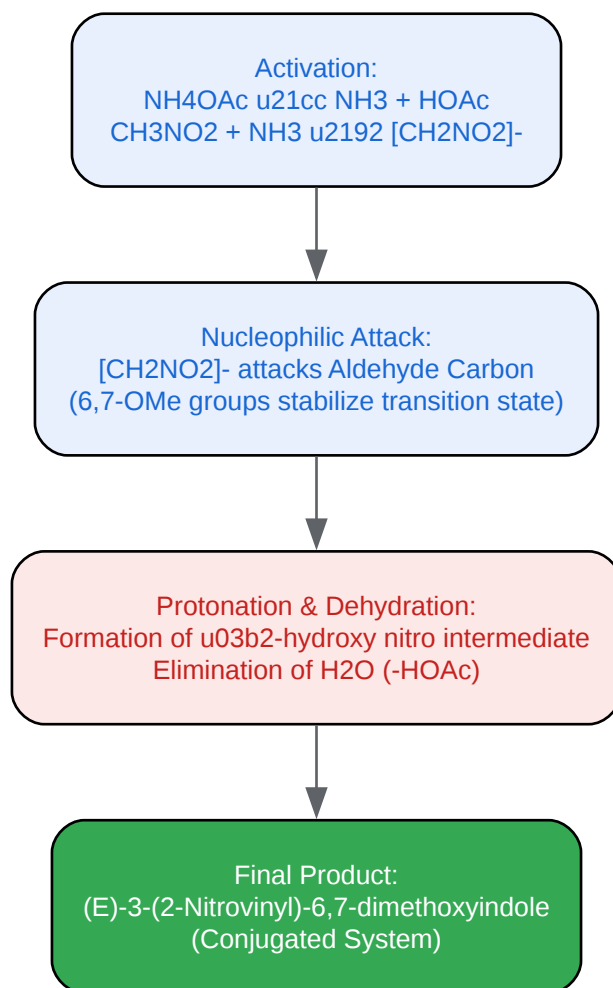 Activation:
NH4OAc u21cc NH3 + HOAc
CH3NO2 + NH3 u2192 [CH2NO2]-
Nucleophilic Attack:
[CH2NO2]- attacks Aldehyde Carbon
(6,7-OMe groups stabilize transition state)
Protonation & Dehydration:
Formation of u03b2-hydroxy nitro intermediate
Elimination of H2O (-HOAc)
Final Product:
(E)-3-(2-Nitrovinyl)-6,7-dimethoxyindole
(Conjugated System)